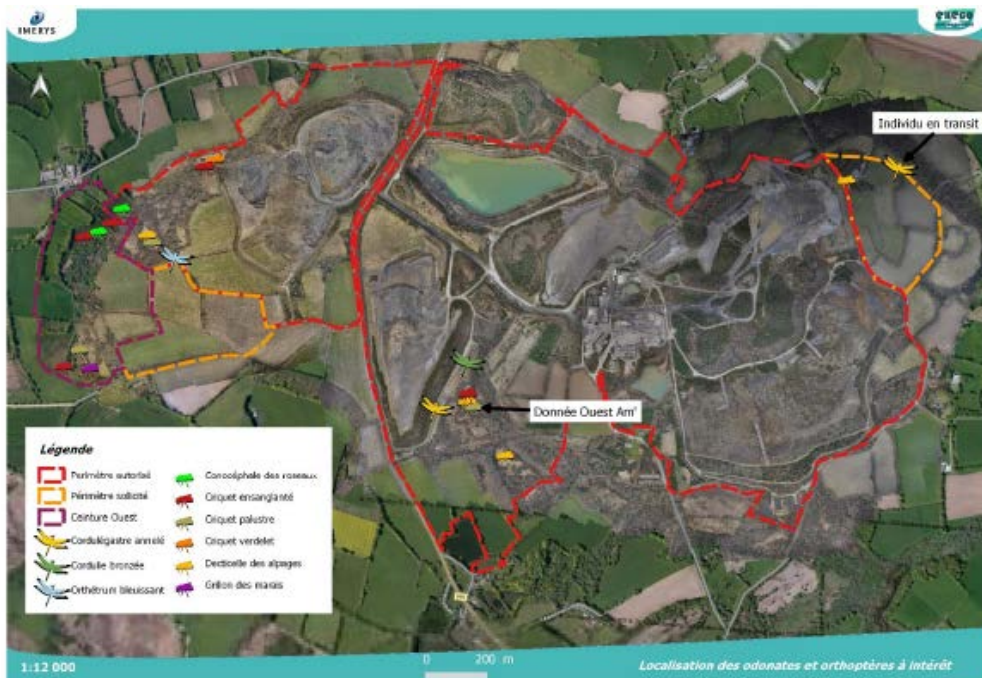 IMERYS
EXECO
Individu en transit
Donnée Ouest Am'
Légende
Perimètre autorisé
Périmètre sollicité
Ceinture Ouest
Cordulégastre annelé
Cordulie bronzée
Orthétrum bleuissant
Conocéphale des roseaux
Criquet ensanglanté
Criquet palustre
Criquet verdelet
Decticelle des alpages
Grillon des marais
1:12 000
0 200 m
Localisation des odonates et orthoptères à intérêt